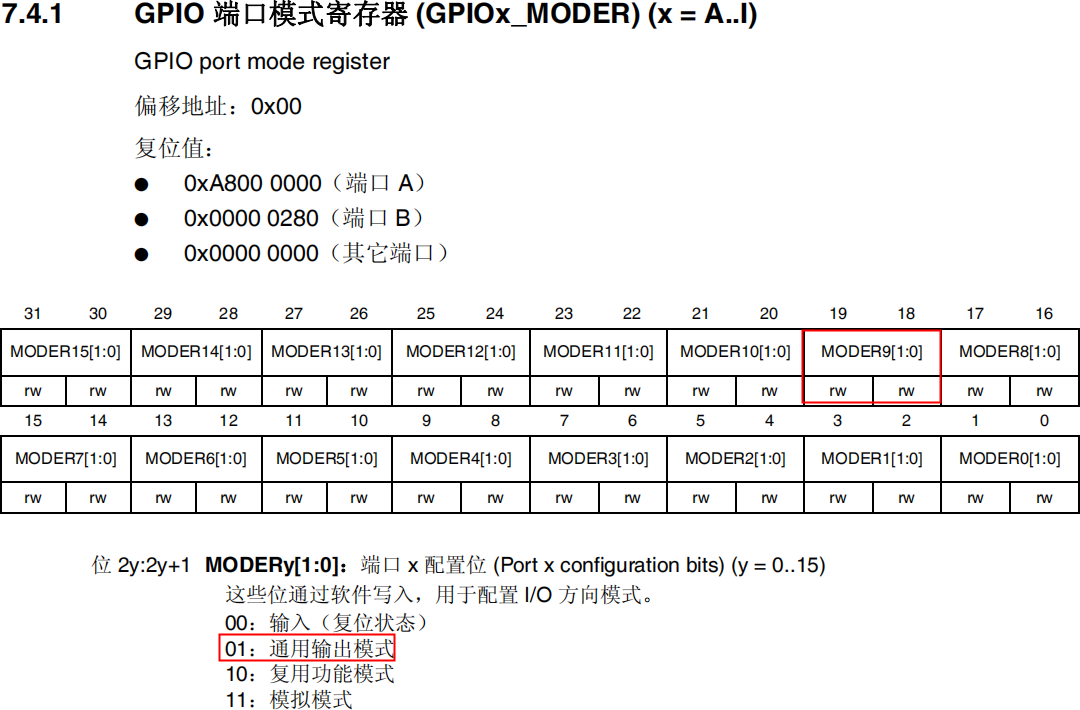 7.4.1 GPIO 端口模式寄存器 (GPIOx_MODER) (x = A..I)
GPIO port mode register
偏移地址：0x00
复位值：
● 0xA800 0000（端口 A）
● 0x0000 0280（端口 B）
● 0x0000 0000（其它端口）
31 30 29 28 27 26 25 24 23 22 21 20 19 18 17 16
MODER15[1:0] MODER14[1:0] MODER13[1:0] MODER12[1:0] MODER11[1:0] MODER10[1:0] MODER9[1:0] MODER8[1:0]
rw rw rw rw rw rw rw rw rw rw rw rw rw rw rw rw
15 14 13 12 11 10 9 8 7 6 5 4 3 2 1 0
MODER7[1:0] MODER6[1:0] MODER5[1:0] MODER4[1:0] MODER3[1:0] MODER2[1:0] MODER1[1:0] MODER0[1:0]
rw rw rw rw rw rw rw rw rw rw rw rw rw rw rw rw
位 2y:2y+1 MODERy[1:0]：端口 x 配置位 (Port x configuration bits) (y = 0..15)
这些位通过软件写入，用于配置 I/O 方向模式。
00：输入（复位状态）
01：通用输出模式
10：复用功能模式
11：模拟模式